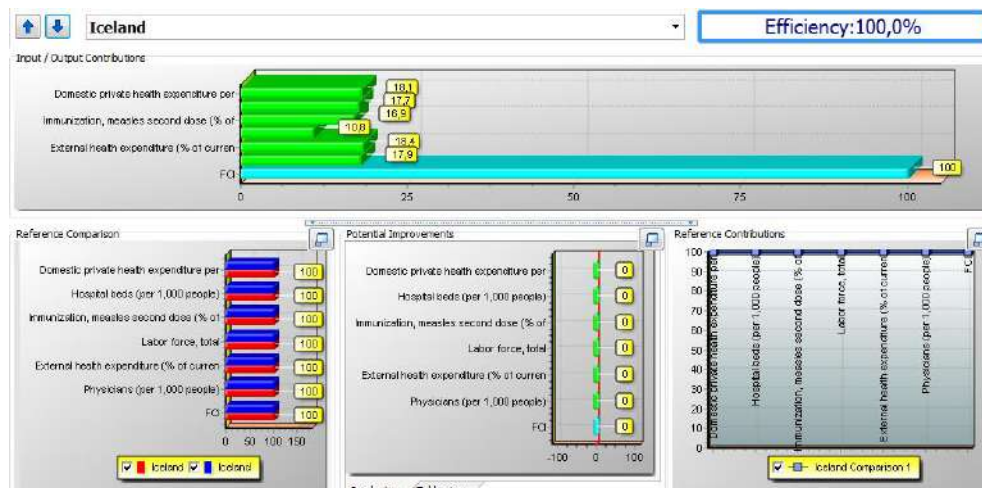 Iceland
Efficiency:100,0%
Input / Output Contributions
Domestic private health expenditure per
Immunization, measles second dose (% of
External health expenditure (% of curren
FCI
18,1
17,7
16,9
10,8
18,4
17,9
100
0 25 50 75 100
Reference Comparison
Domestic private health expenditure per
Hospital beds (per 1,000 people)
Immunization, measles second dose (% of
Labor force, total
External health expenditure (% of curren
Physicians (per 1,000 people)
FCI
100
100
100
100
100
100
100
0 50 100 150
Iceland Iceland
Potential Improvements
Domestic private health expenditure per
Hospital beds (per 1,000 people)
Immunization, measles second dose (% of
Labor force, total
External health expenditure (% of curren
Physicians (per 1,000 people)
FCI
0
0
0
0
0
0
0
-100 0 100
Reference Contributions
100
90
80
70
60
50
40
30
20
10
0
Domestic private health expenditure per
Hospital beds (per 1,000 people)
Immunization, measles second dose (% of
Labor force, total
External health expenditure (% of curren
Physicians (per 1,000 people)
FCI
Iceland Comparison 1